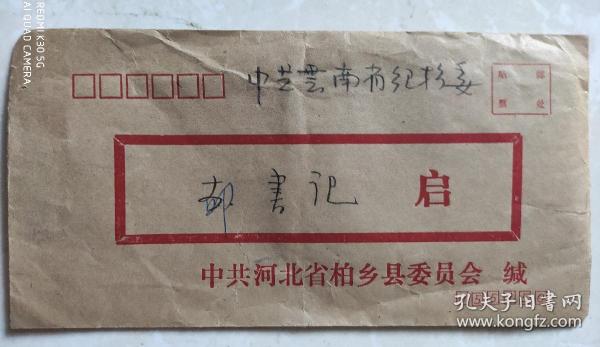 REDMI K30 5G
AI QUAD CAMERA
中共云南省纪检委
贴邮
票处
郝书记 启
中共河北省柏乡县委员会 缄
孔夫子旧书网
www.kongfz.com